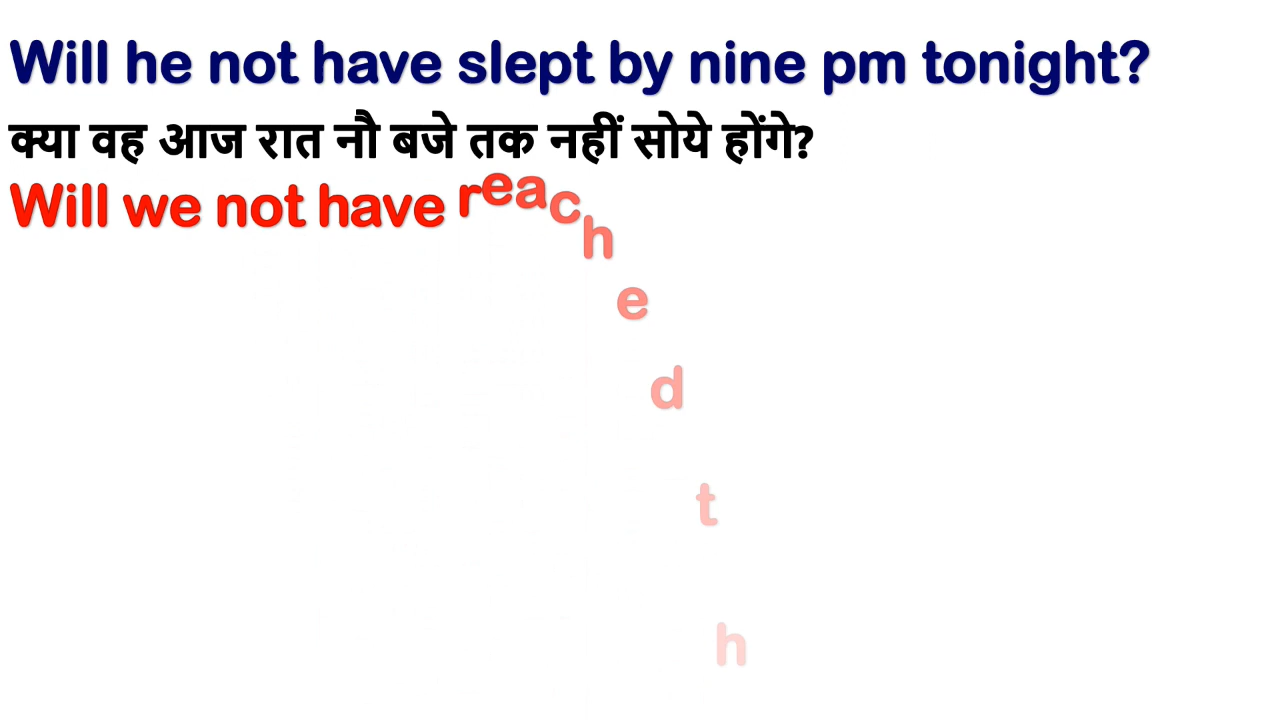 Will he not have slept by nine pm tonight?
क्या वह आज रात नौ बजे तक नहीं सोये होंगे?
Will we not have reached th